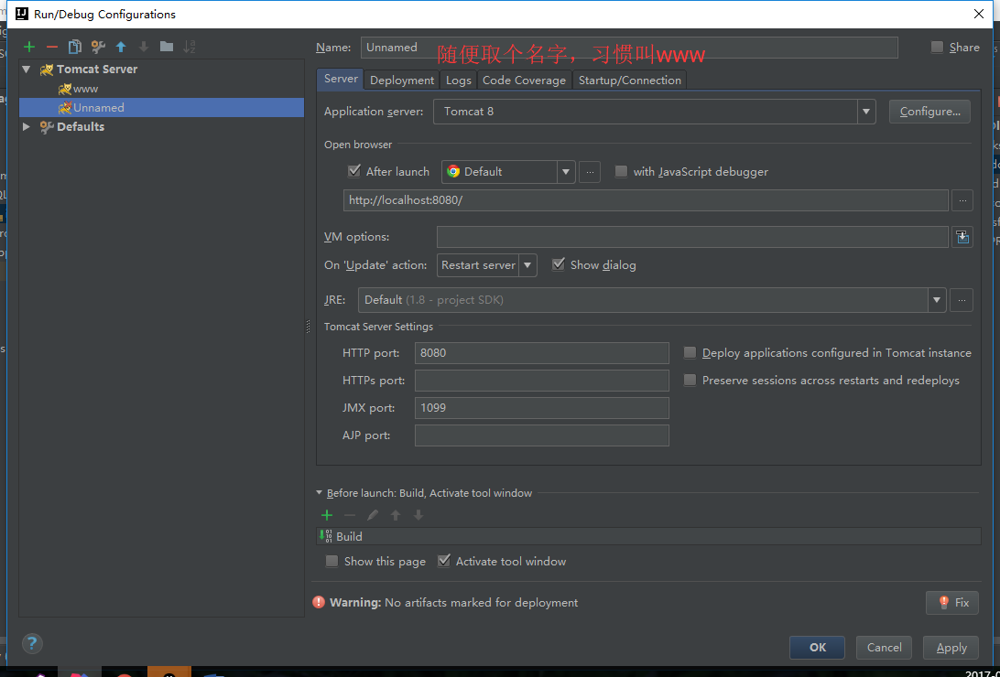 Run/Debug Configurations
Name: Unnamed
随便取个名字，习惯叫www
Share
Tomcat Server
www
Unnamed
Defaults
Server Deployment Logs Code Coverage Startup/Connection
Application server: Tomcat 8 Configure...
Open browser
After launch Default ... with JavaScript debugger
http://localhost:8080/ ...
VM options:
On 'Update' action: Restart server Show dialog
JRE: Default (1.8 - project SDK) ...
Tomcat Server Settings
HTTP port: 8080 Deploy applications configured in Tomcat instance
HTTPs port: Preserve sessions across restarts and redeploys
JMX port: 1099
AJP port:
Before launch: Build, Activate tool window
Build
Show this page Activate tool window
Warning: No artifacts marked for deployment Fix
? OK Cancel Apply